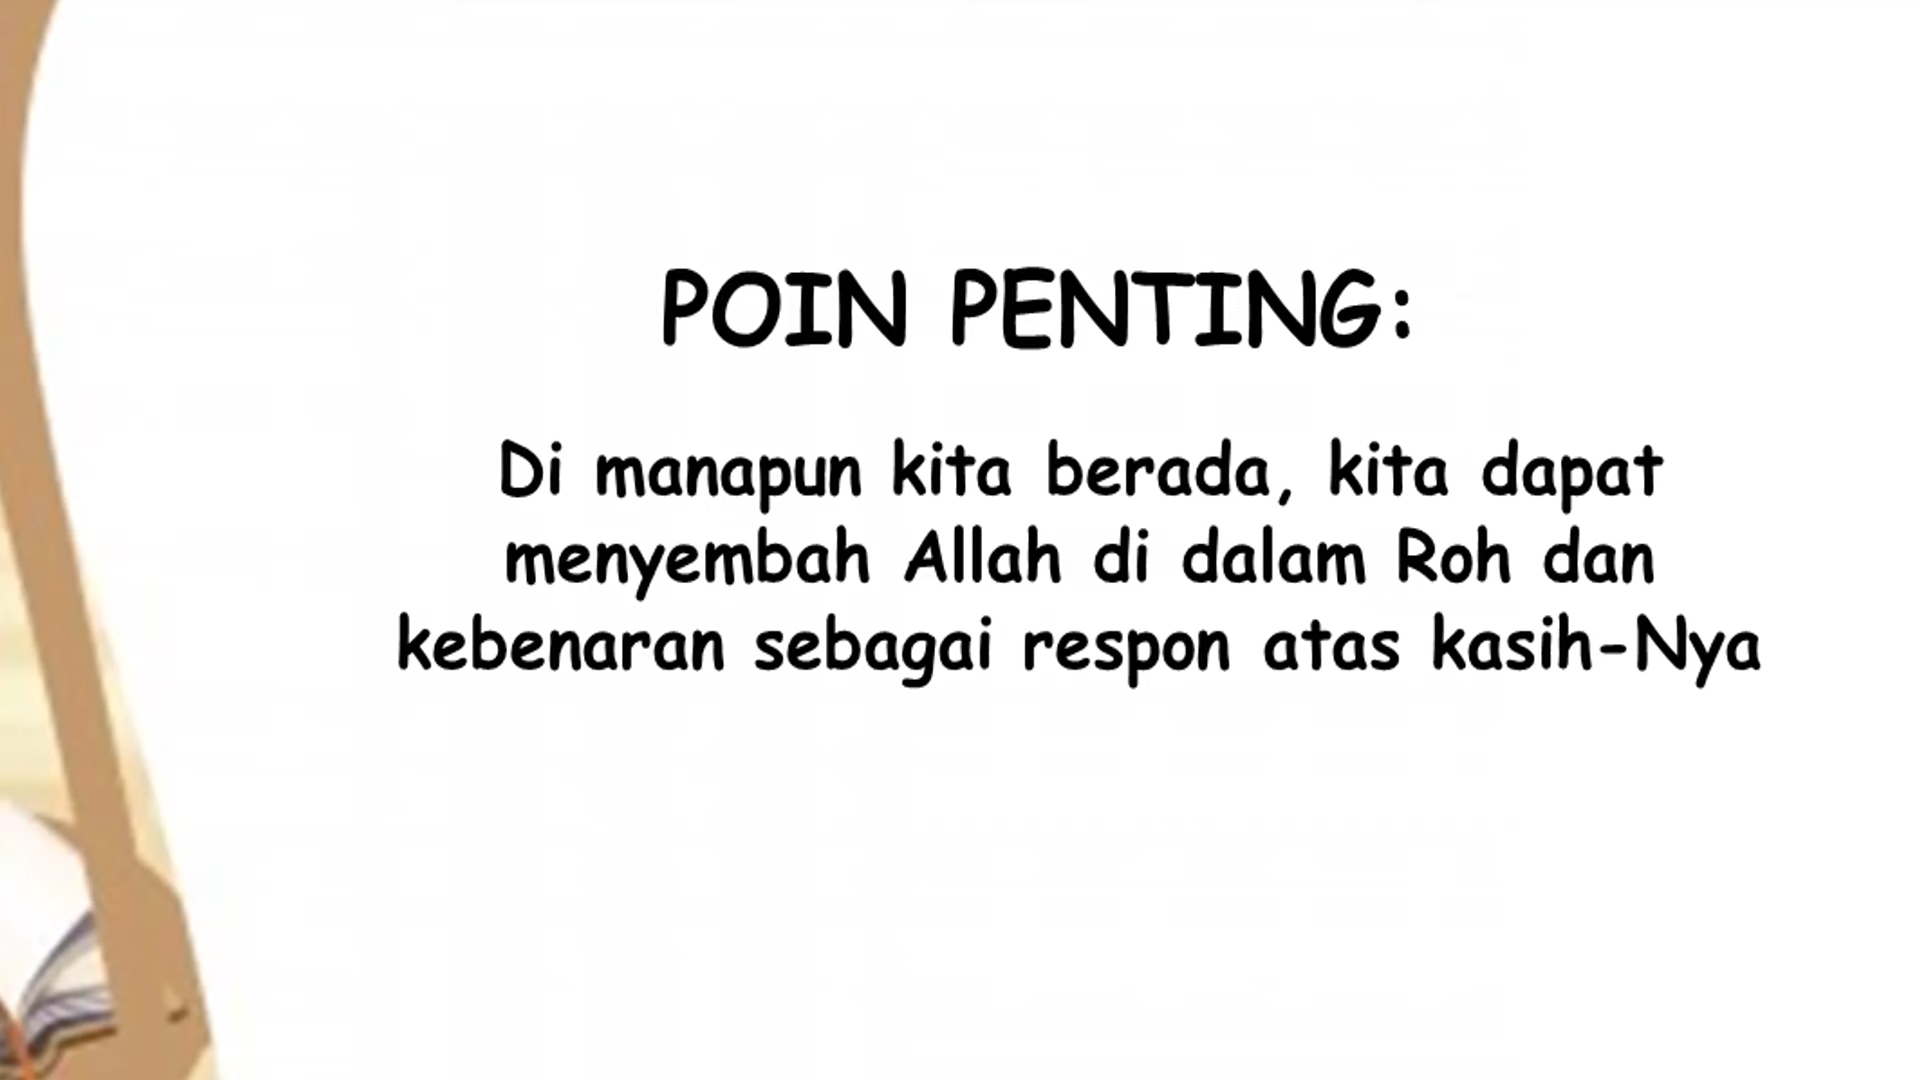 POIN PENTING:
Di manapun kita berada, kita dapat
menyembah Allah di dalam Roh dan
kebenaran sebagai respon atas kasih-Nya